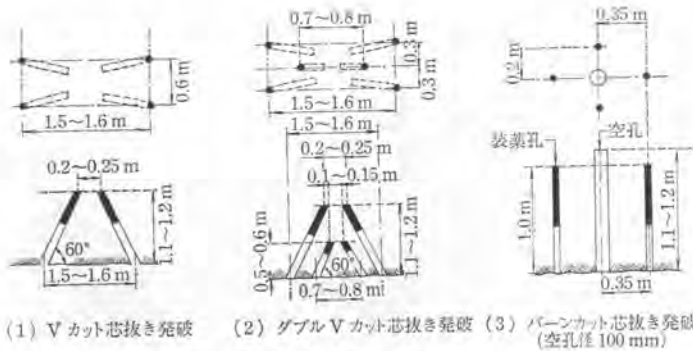 0.6 m
1.5~1.6 m
0.2~0.25 m
60°
1.1~1.2 m
1.5~1.6 m
(1) Vカット芯抜き発破
0.7~0.8 m
0.3 m
0.3 m
1.5~1.6 m
1.5~1.6 m
0.2~0.25 m
0.1~0.15 m
0.5~0.6 m
60°
1.1~1.2 m
0.7~0.8 m
(2) ダブルVカット芯抜き発破
0.35 m
0.2 m
空孔
装薬孔
1.0 m
1.1~1.2 m
0.35 m
(3) バーンカット芯抜き発破
(空孔径 100 mm)